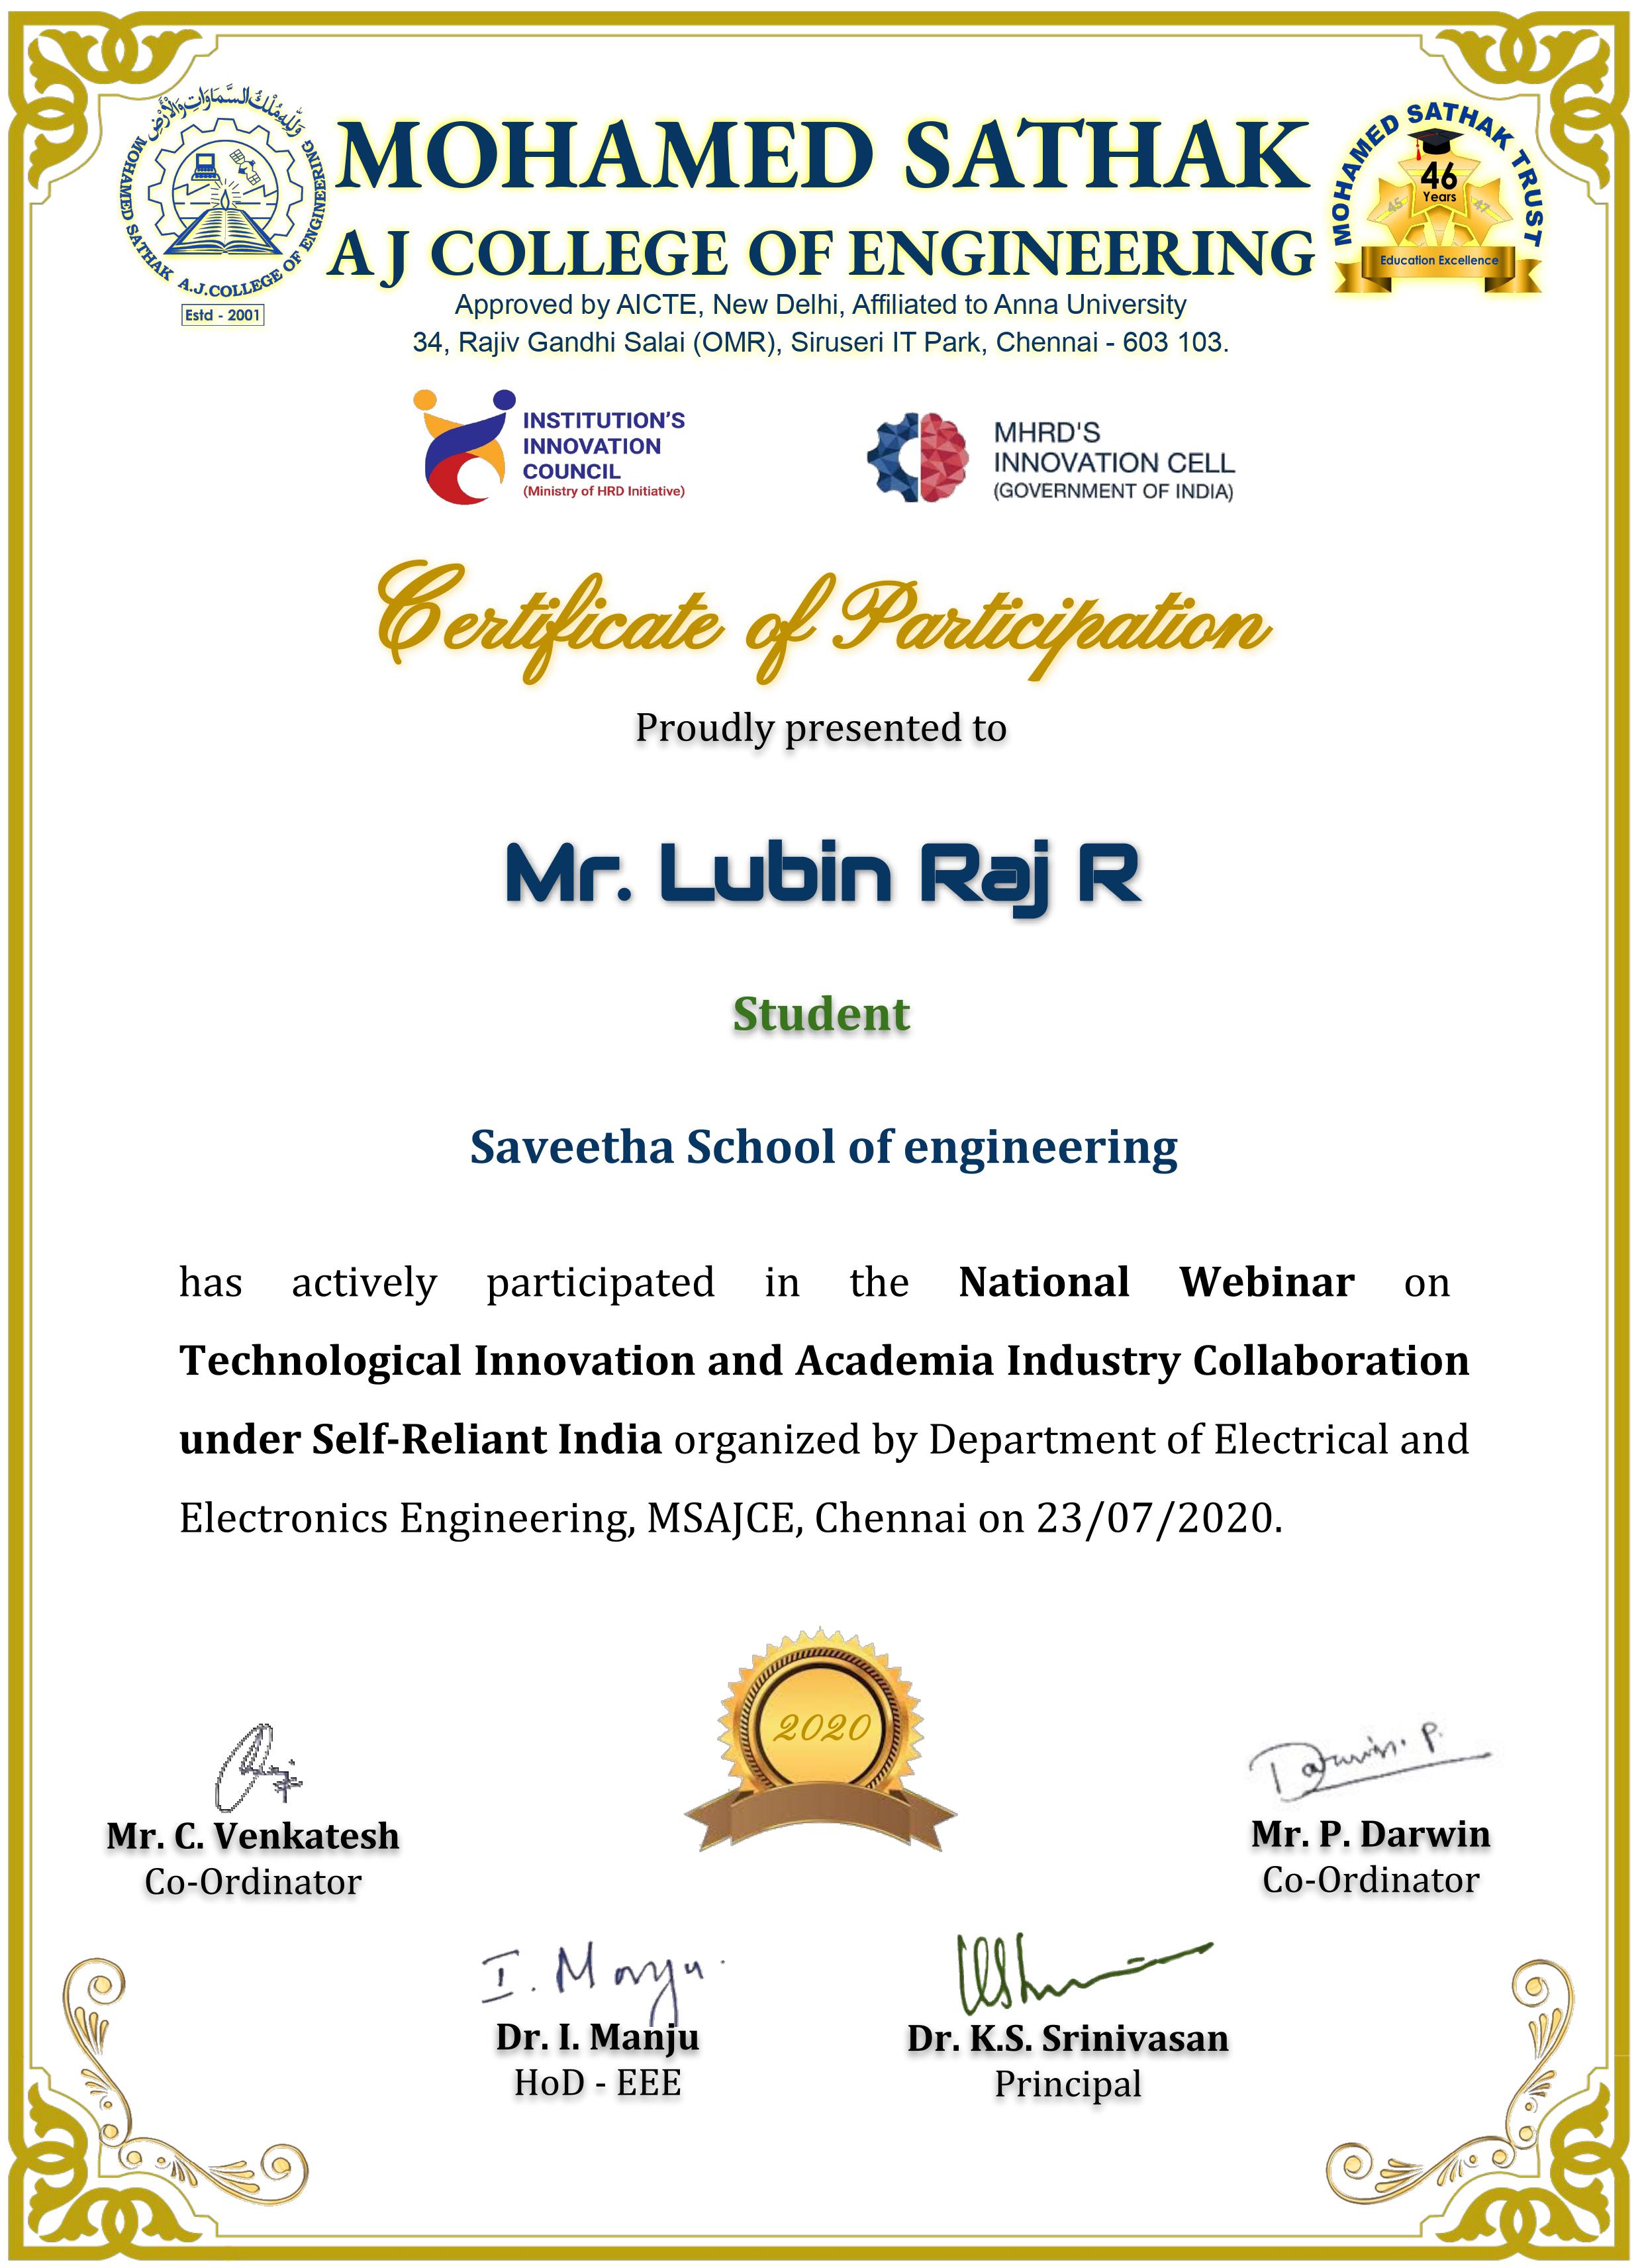 وَلِلّٰهِ مُلْكُ السَّمَاوَاتِ وَالْأَرْضِ
MOHAMED SATHAK A.J.COLLEGE OF ENGINEERING
Estd - 2001
MOHAMED SATHAK
A J COLLEGE OF ENGINEERING
Approved by AICTE, New Delhi, Affiliated to Anna University
34, Rajiv Gandhi Salai (OMR), Siruseri IT Park, Chennai - 603 103.
MOHAMED SATHAK TRUST
46
Years
45
47
Education Excellence
INSTITUTION'S
INNOVATION
COUNCIL
(Ministry of HRD Initiative)
MHRD'S
INNOVATION CELL
(GOVERNMENT OF INDIA)
Certificate of Participation
Proudly presented to
Mr. Lubin Raj R
Student
Saveetha School of engineering
has actively participated in the National Webinar on
Technological Innovation and Academia Industry Collaboration
under Self-Reliant India organized by Department of Electrical and
Electronics Engineering, MSAJCE, Chennai on 23/07/2020.
2020
Darwin. P.
Mr. C. Venkatesh
Co-Ordinator
Mr. P. Darwin
Co-Ordinator
I. Manju
Dr. I. Manju
HoD - EEE
Dr. K.S. Srinivasan
Principal